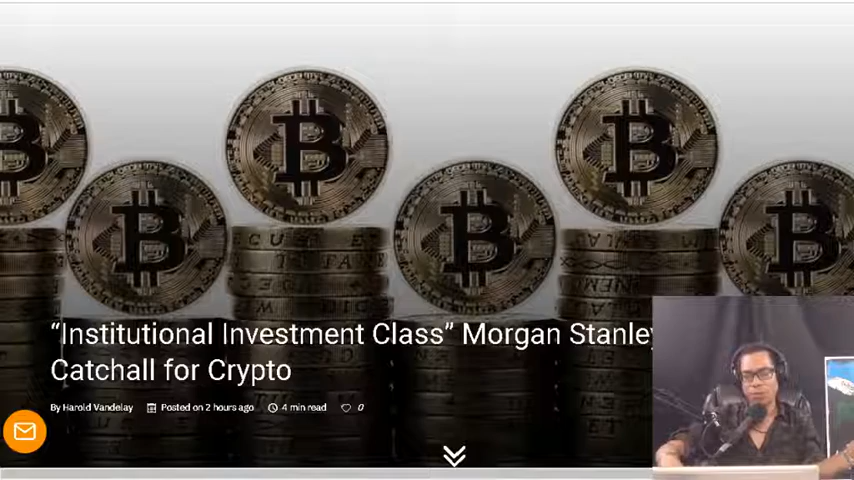 “Institutional Investment Class” Morgan Stanley
Catchall for Crypto
By Harold Vandelay Posted on 2 hours ago 4 min read 0